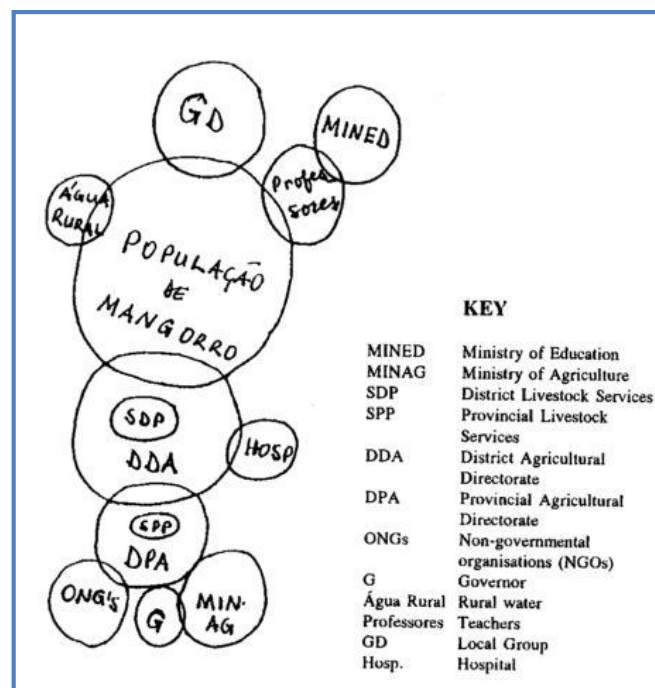 ĜD
MINED
Profes
sores
ÁGUA
RURAL
POPULAÇÃO
DE
MANGORRO
SDP
DDA
HOSP
SPP
DPA
ONG'S
G
MIN.
AG
KEY
MINED Ministry of Education
MINAG Ministry of Agriculture
SDP District Livestock Services
SPP Provincial Livestock
Services
DDA District Agricultural
Directorate
DPA Provincial Agricultural
Directorate
ONGs Non-governmental
organisations (NGOs)
G Governor
Água Rural Rural water
Professores Teachers
GD Local Group
Hosp. Hospital